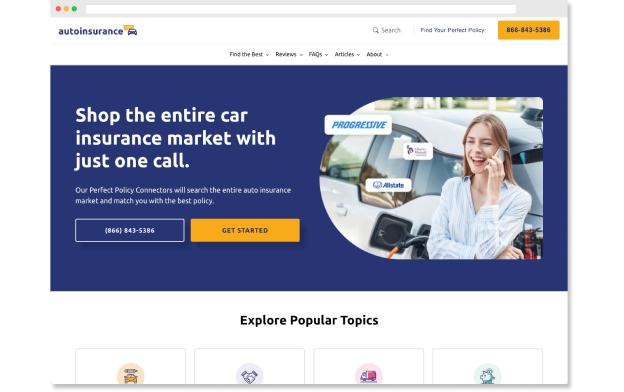 autoinsurance
Search
Find Your Perfect Policy:
866-843-5386
Find the Best
Reviews
FAQs
Articles
About
Shop the entire car
insurance market with
just one call.
Our Perfect Policy Connectors will search the entire auto insurance
market and match you with the best policy.
(866) 843-5386
GET STARTED
PROGRESSIVE
Liberty
Mutual
Allstate
Explore Popular Topics